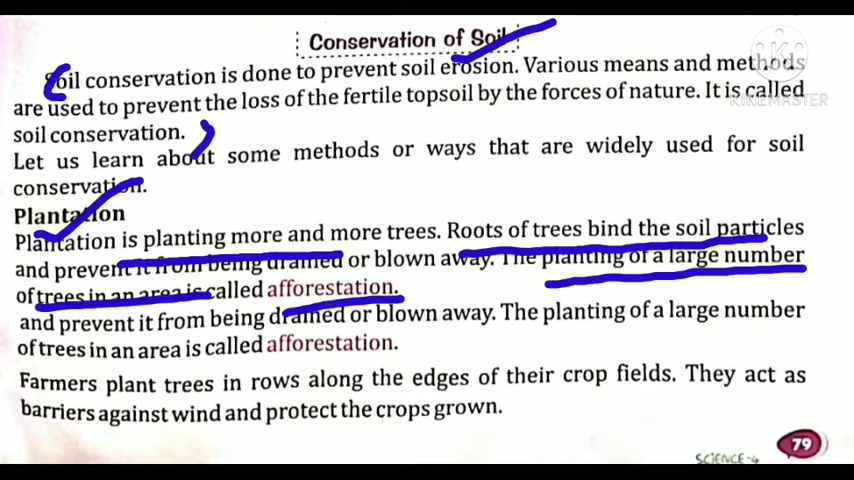 Conservation of Soil
Soil conservation is done to prevent soil erosion. Various means and methods
are used to prevent the loss of the fertile topsoil by the forces of nature. It is called
soil conservation.
Let us learn about some methods or ways that are widely used for soil
conservation.
Plantation
Plantation is planting more and more trees. Roots of trees bind the soil particles
and prevent it from being drained or blown away. The planting of a large number
of trees in an area is called afforestation.
and prevent it from being drained or blown away. The planting of a large number
of trees in an area is called afforestation.
Farmers plant trees in rows along the edges of their crop fields. They act as
barriers against wind and protect the crops grown.
79
SCIENCE-4
KINEMASTER